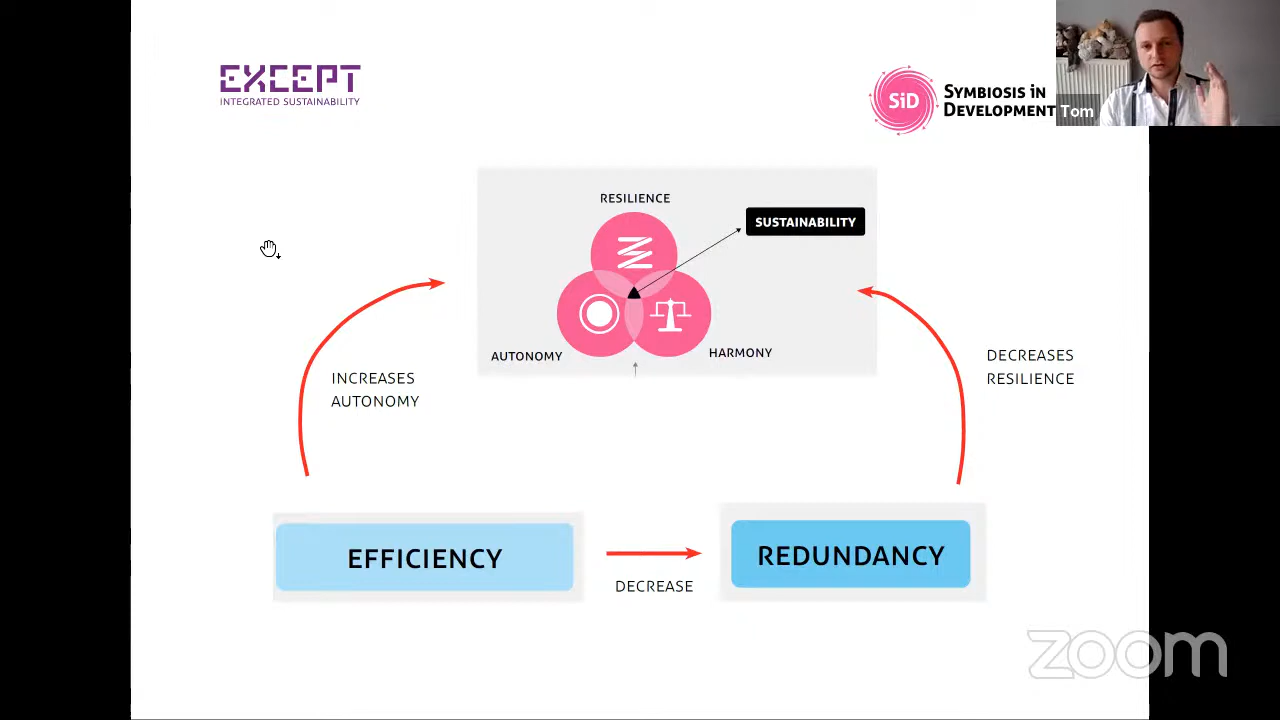 EXCEPT
INTEGRATED SUSTAINABILITY
SiD
SYMBIOSIS iN
DEVELOPMENT
Tom
RESILIENCE
SUSTAINABILITY
AUTONOMY
HARMONY
INCREASES
AUTONOMY
DECREASES
RESILIENCE
EFFICIENCY
DECREASE
REDUNDANCY
zoom